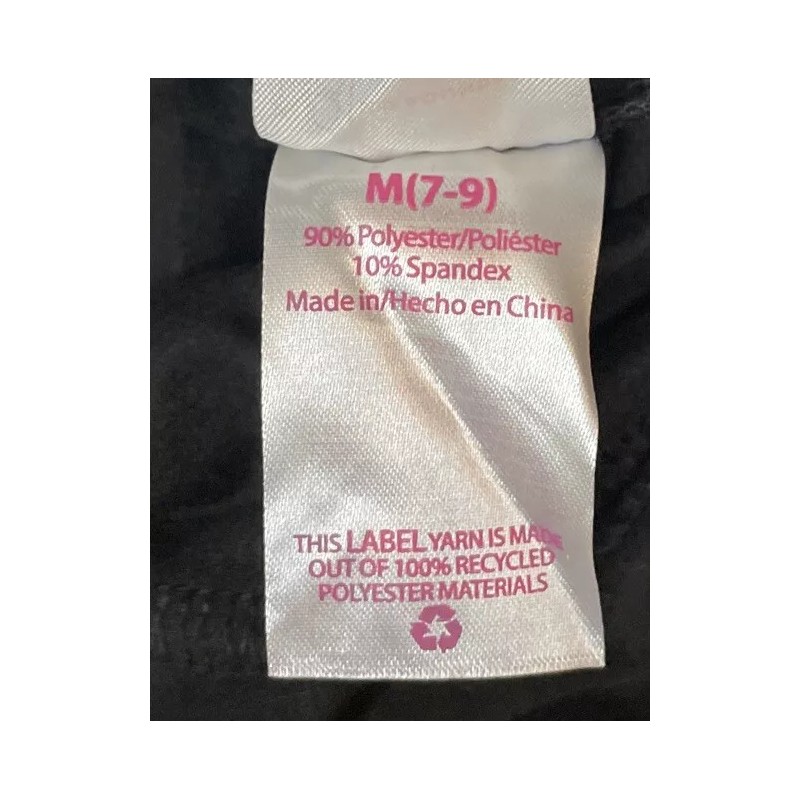 M(7-9)
90% Polyester/Poliéster
10% Spandex
Made in/Hecho en China
THIS LABEL YARN IS MADE
OUT OF 100% RECYCLED
POLYESTER MATERIALS